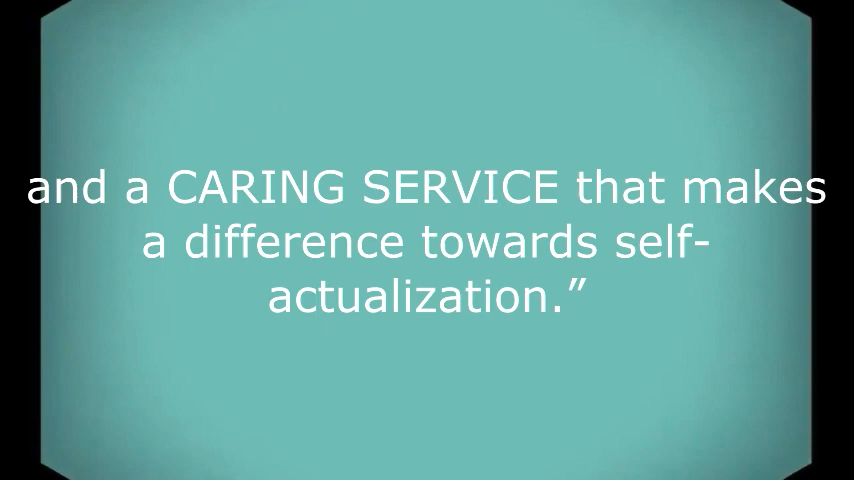 and a CARING SERVICE that makes
a difference towards self-
actualization.”